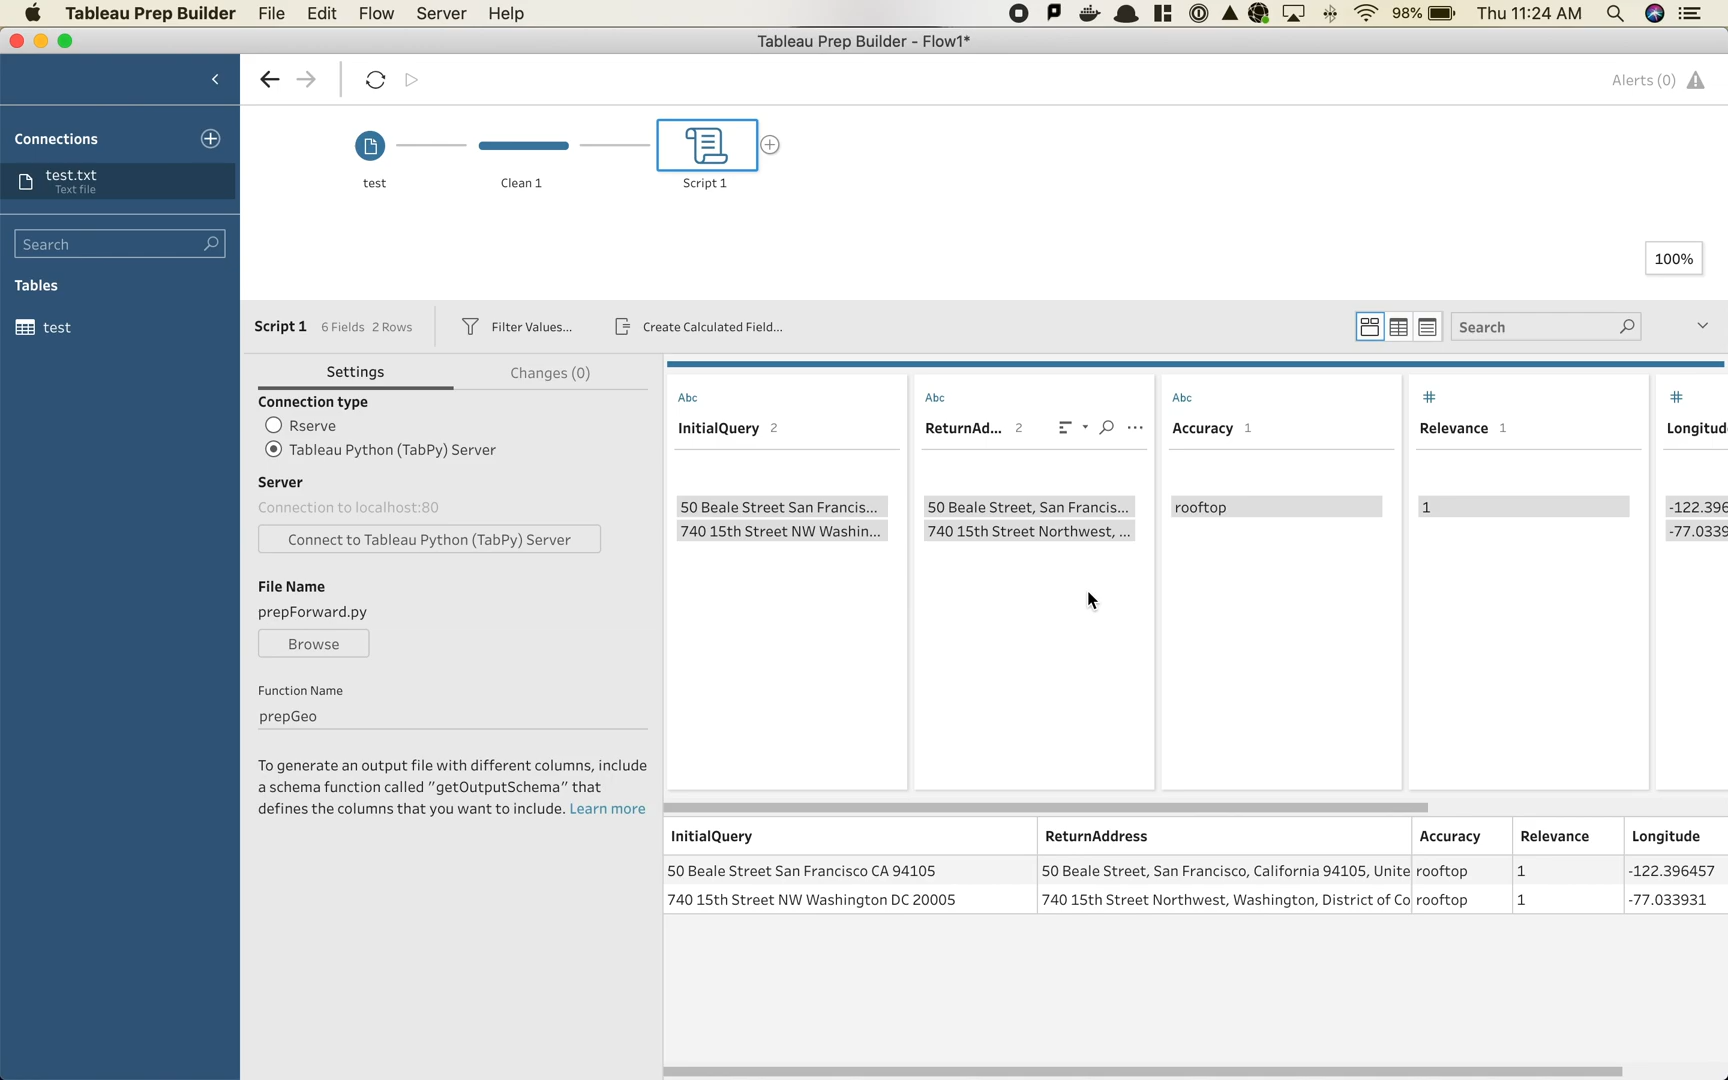 Tableau Prep Builder File Edit Flow Server Help 98% Thu 11:24 AM
Tableau Prep Builder - Flow1*
Alerts (0)
Connections
test.txt
Text file
Search
Tables
test
test Clean 1 Script 1
100%
Script 1 6 Fields 2 Rows Filter Values... Create Calculated Field... Search
Settings Changes (0)
Connection type
Rserve
Tableau Python (TabPy) Server
Server
Connection to localhost:80
Connect to Tableau Python (TabPy) Server
File Name
prepForward.py
Browse
Function Name
prepGeo
To generate an output file with different columns, include
a schema function called "getOutputSchema" that
defines the columns that you want to include. Learn more
Abc Abc Abc # #
InitialQuery 2 ReturnAd... 2 Accuracy 1 Relevance 1 Longitud
50 Beale Street San Francis... 50 Beale Street, San Francis... rooftop 1 -122.396
740 15th Street NW Washin... 740 15th Street Northwest, ... -77.0339
InitialQuery ReturnAddress Accuracy Relevance Longitude
50 Beale Street San Francisco CA 94105 50 Beale Street, San Francisco, California 94105, Unite rooftop 1 -122.396457
740 15th Street NW Washington DC 20005 740 15th Street Northwest, Washington, District of Co rooftop 1 -77.033931